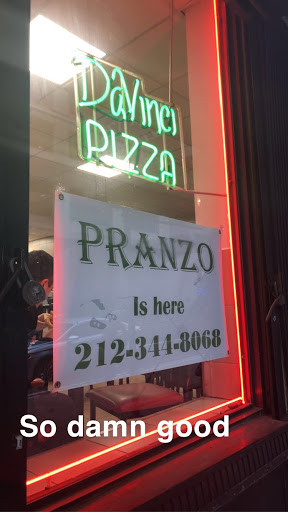 DaVinci
PIZZA
PRANZO
Is here
212-344-8068
So damn good